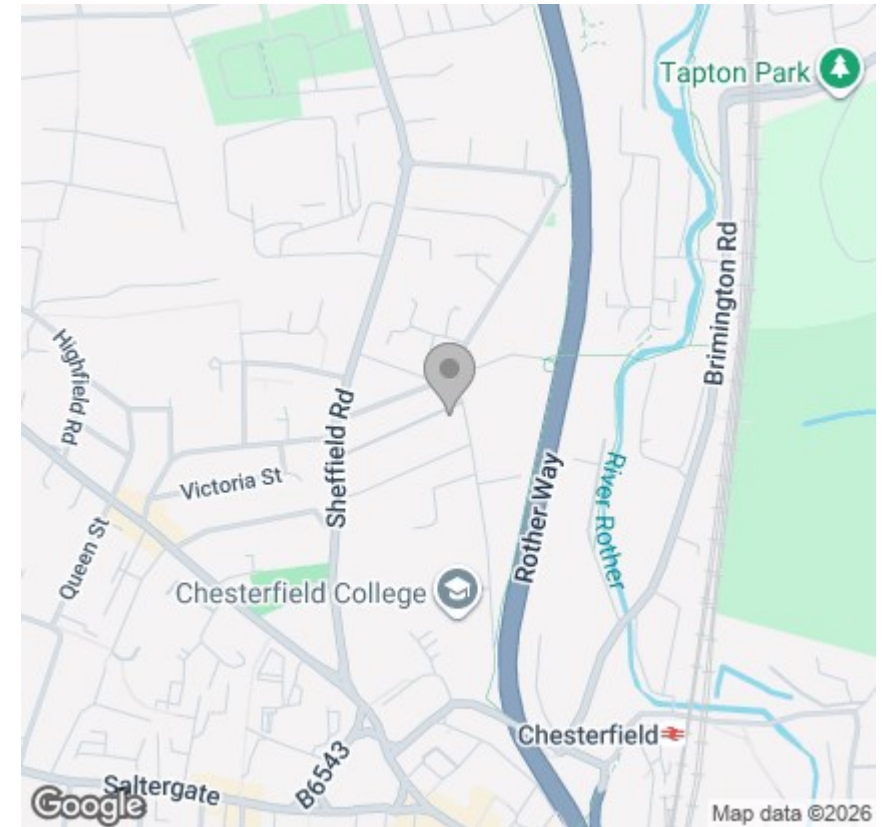 Tapton Park
Brimington Rd
Highfield Rd
Sheffield Rd
Victoria St
Queen St
Rother Way
River Rother
Chesterfield College
Chesterfield
B6543
Saltergate
Google
Map data ©2026